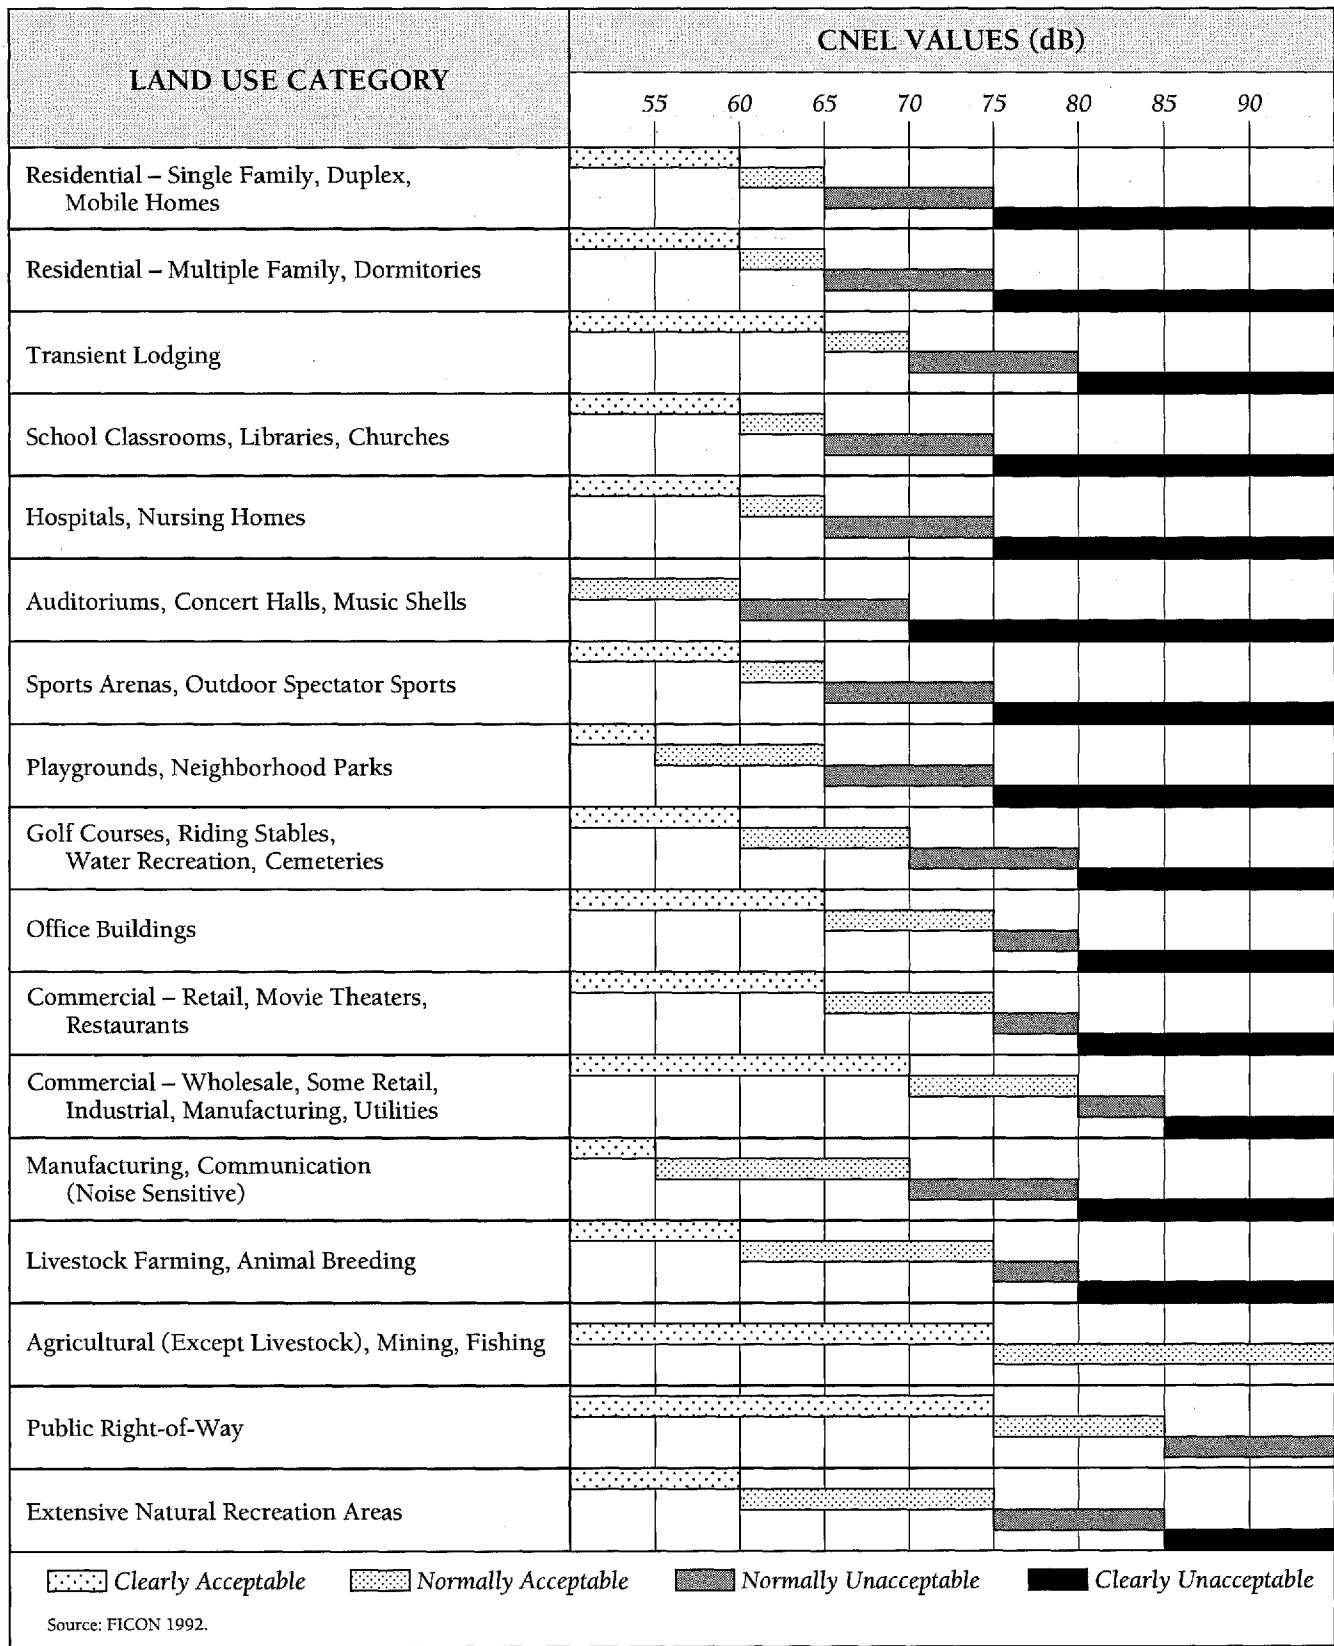 CNEL VALUES (dB)
LAND USE CATEGORY
55 60 65 70 75 80 85 90
Residential – Single Family, Duplex,
Mobile Homes
Residential – Multiple Family, Dormitories
Transient Lodging
School Classrooms, Libraries, Churches
Hospitals, Nursing Homes
Auditoriums, Concert Halls, Music Shells
Sports Arenas, Outdoor Spectator Sports
Playgrounds, Neighborhood Parks
Golf Courses, Riding Stables,
Water Recreation, Cemeteries
Office Buildings
Commercial – Retail, Movie Theaters,
Restaurants
Commercial – Wholesale, Some Retail,
Industrial, Manufacturing, Utilities
Manufacturing, Communication
(Noise Sensitive)
Livestock Farming, Animal Breeding
Agricultural (Except Livestock), Mining, Fishing
Public Right-of-Way
Extensive Natural Recreation Areas
Clearly Acceptable Normally Acceptable Normally Unacceptable Clearly Unacceptable
Source: FICON 1992.